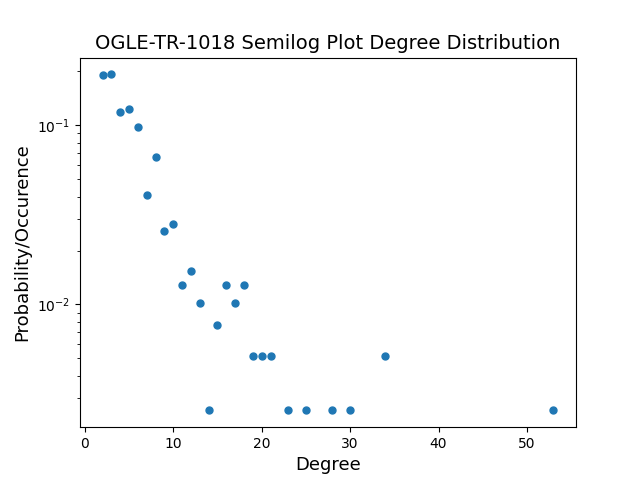 OGLE-TR-1018 Semilog Plot Degree Distribution
Probability/Occurence
10⁻¹
10⁻²
0 10 20 30 40 50
Degree